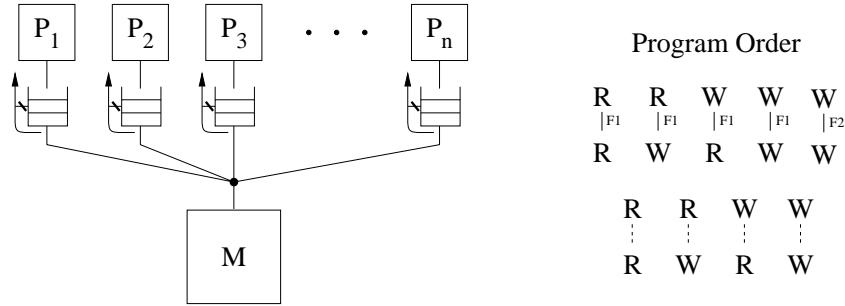 P1 P2 P3 . . . Pn
M
Program Order
R R W W W
F1 F1 F1 F1 F2
R W R W W
R R W W
R W R W